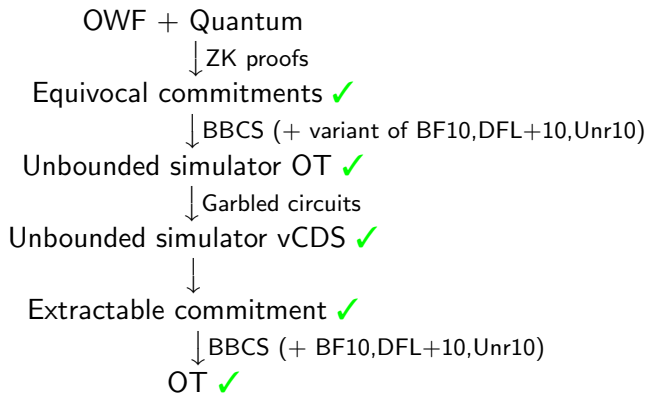 OWF + Quantum
ZK proofs
Equivocal commitments ✓
BBCS (+ variant of BF10,DFL+10,Unr10)
Unbounded simulator OT ✓
Garbled circuits
Unbounded simulator vCDS ✓
Extractable commitment ✓
BBCS (+ BF10,DFL+10,Unr10)
OT ✓